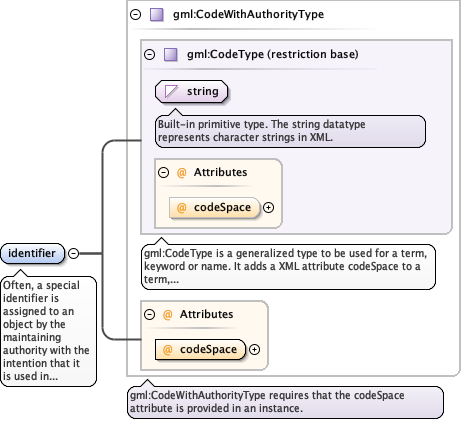 gml:CodeWithAuthorityType
gml:CodeType (restriction base)
string
Built-in primitive type. The string datatype
represents character strings in XML.
@ Attributes
@ codeSpace
gml:CodeType is a generalized type to be used for a term,
keyword or name. It adds a XML attribute codeSpace to a
term,...
identifier
Often, a special
identifier is
assigned to an
object by the
maintaining
authority with the
intention that it
is used in...
@ Attributes
@ codeSpace
gml:CodeWithAuthorityType requires that the codeSpace
attribute is provided in an instance.